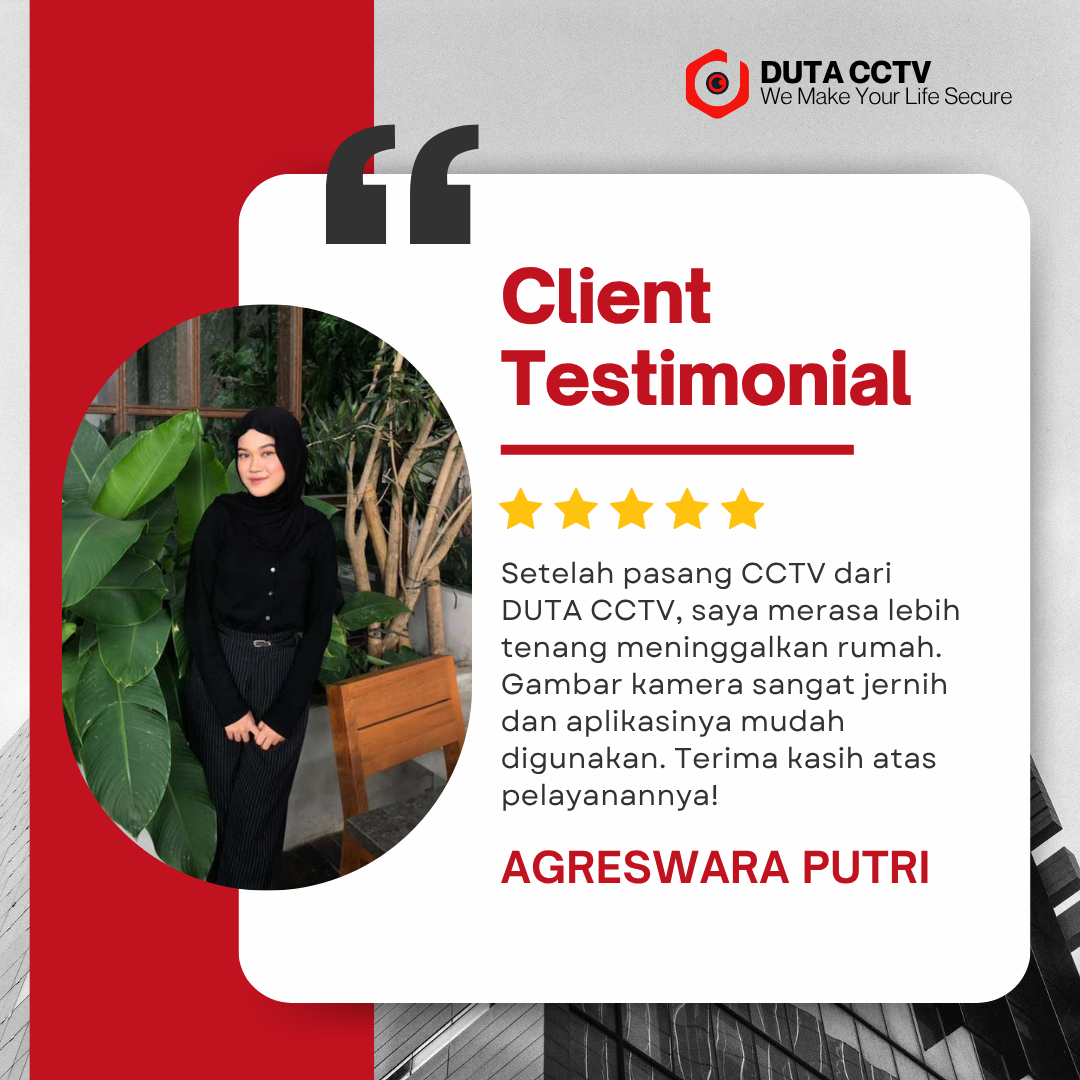 DUTA CCTV
We Make Your Life Secure
Client
Testimonial
Setelah pasang CCTV dari
DUTA CCTV, saya merasa lebih
tenang meninggalkan rumah.
Gambar kamera sangat jernih
dan aplikasinya mudah
digunakan. Terima kasih atas
pelayanannya!
AGRESWARA PUTRI